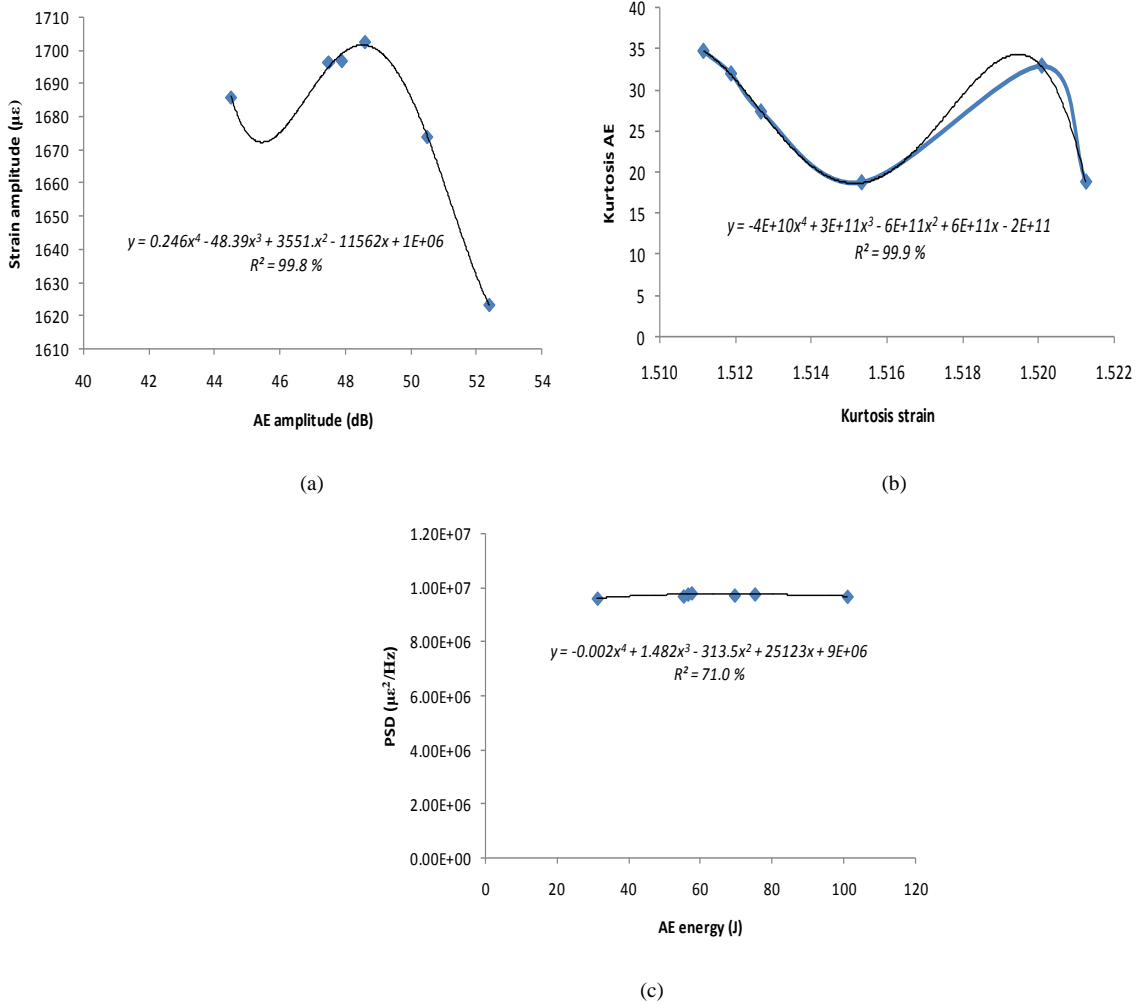 1710
1700
1690
1680
1670
1660
1650
1640
1630
1620
1610
Strain amplitude (με)
y = 0.246x⁴ - 48.39x³ + 3551.x² - 11562x + 1E+06
R² = 99.8 %
40 42 44 46 48 50 52 54
AE amplitude (dB)
(a)
40
35
30
25
20
15
10
5
0
Kurtosis AE
y = -4E+10x⁴ + 3E+11x³ - 6E+11x² + 6E+11x - 2E+11
R² = 99.9 %
1.510 1.512 1.514 1.516 1.518 1.520 1.522
Kurtosis strain
(b)
1.20E+07
1.00E+07
8.00E+06
6.00E+06
4.00E+06
2.00E+06
0.00E+00
PSD (με²/Hz)
y = -0.002x⁴ + 1.482x³ - 313.5x² + 25123x + 9E+06
R² = 71.0 %
0 20 40 60 80 100 120
AE energy (J)
(c)